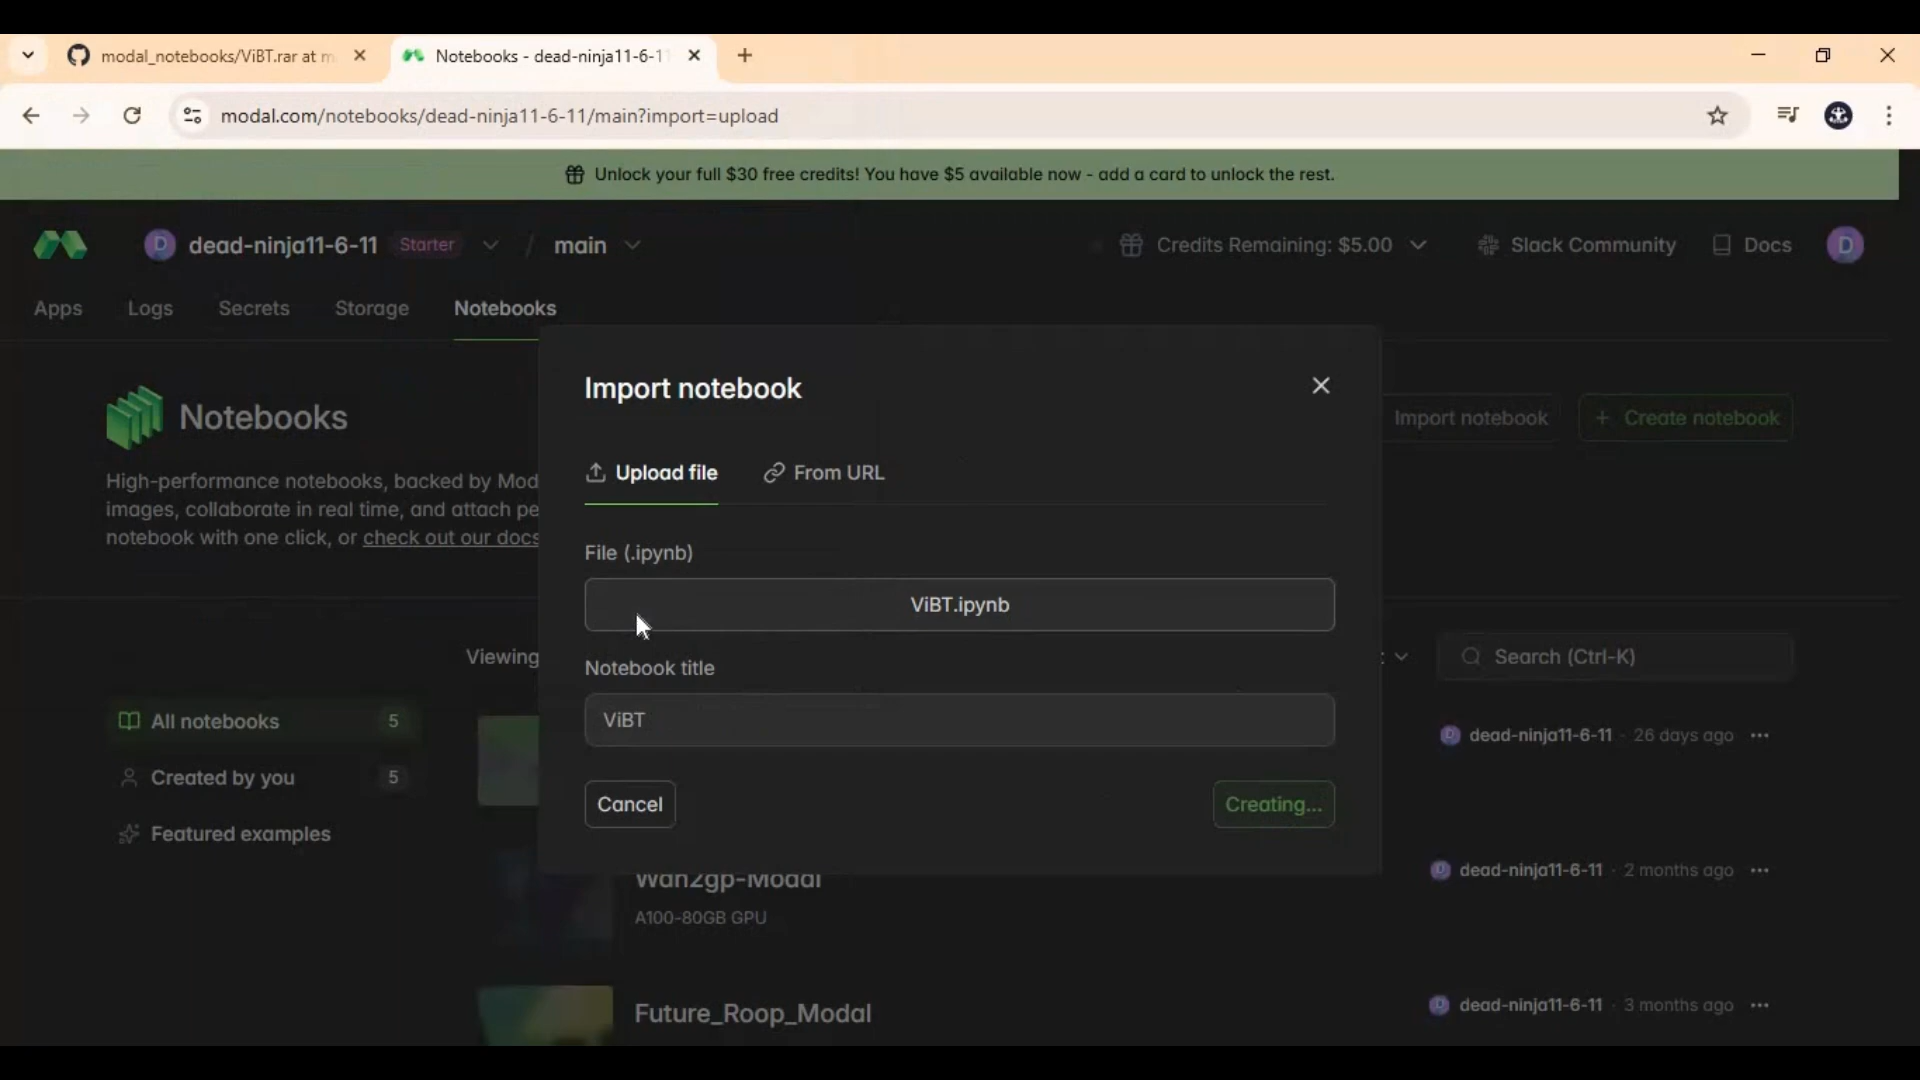 modal_notebooks/ViBT.rar at m
Notebooks - dead-ninja11-6-11
modal.com/notebooks/dead-ninja11-6-11/main?import=upload
Unlock your full $30 free credits! You have $5 available now - add a card to unlock the rest.
D dead-ninja11-6-11 Starter / main
Credits Remaining: $5.00 Slack Community Docs D
Apps Logs Secrets Storage Notebooks
Import notebook
Notebooks
Import notebook
+ Create notebook
Upload file From URL
High-performance notebooks, backed by Mod
images, collaborate in real time, and attach pe
notebook with one click, or check out our docs
File (.ipynb)
ViBT.ipynb
Viewing
Notebook title
Search (Ctrl-K)
ViBT
All notebooks 5
dead-ninja11-6-11 · 26 days ago
Created by you 5
Cancel Creating...
Featured examples
Wan2gp-Modal
dead-ninja11-6-11 · 2 months ago
A100-80GB GPU
Future_Roop_Modal
dead-ninja11-6-11 · 3 months ago